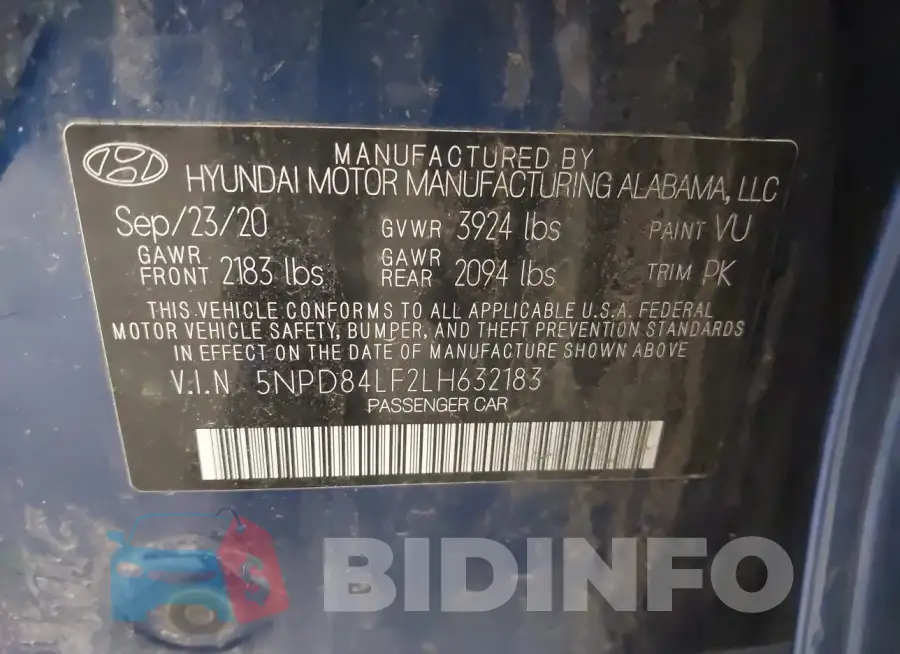 MANUFACTURED BY
HYUNDAI MOTOR MANUFACTURING ALABAMA, LLC
Sep/23/20 GVWR 3924 lbs PAINT VU
GAWR FRONT 2183 lbs GAWR REAR 2094 lbs TRIM PK
THIS VEHICLE CONFORMS TO ALL APPLICABLE U.S.A. FEDERAL
MOTOR VEHICLE SAFETY, BUMPER, AND THEFT PREVENTION STANDARDS
IN EFFECT ON THE DATE OF MANUFACTURE SHOWN ABOVE
V.I.N 5NPD84LF2LH632183
PASSENGER CAR
$ BIDINFO